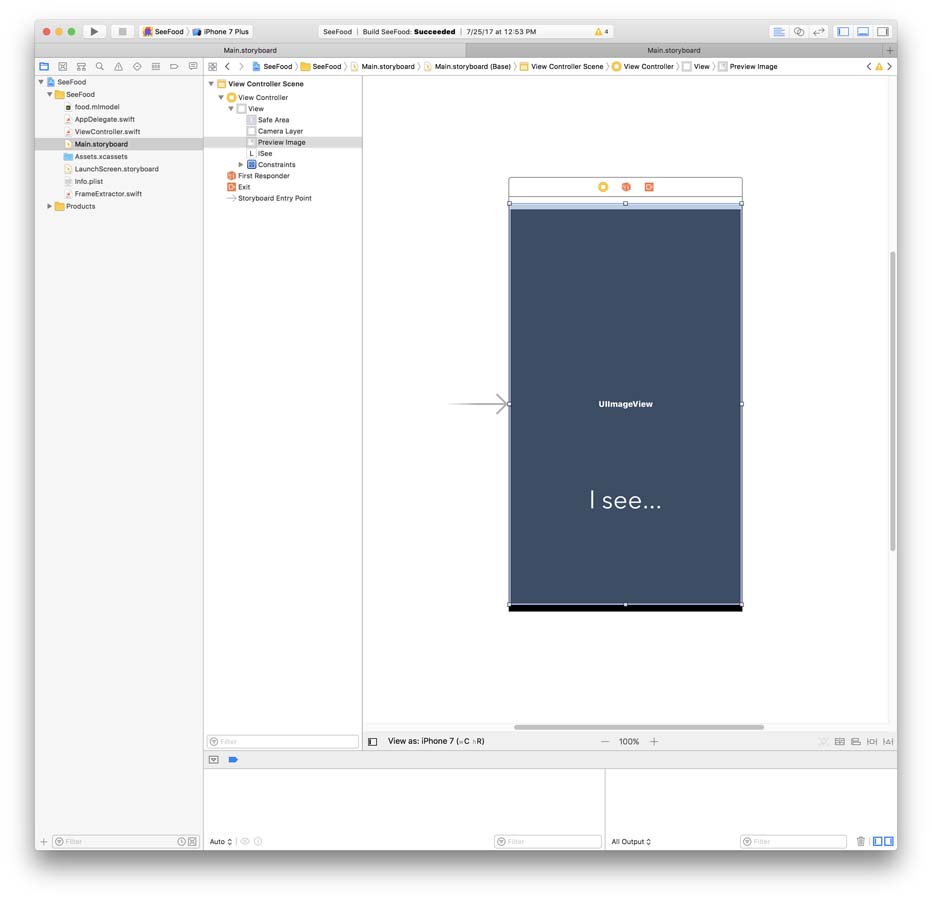 SeeFood 〉 iPhone 7 Plus
SeeFood | Build SeeFood: Succeeded | 7/25/17 at 12:53 PM
4
Main.storyboard
Main.storyboard
SeeFood 〉 SeeFood 〉 Main.storyboard 〉 Main.storyboard (Base) 〉 View Controller Scene 〉 View Controller 〉 View 〉 Preview Image
SeeFood
SeeFood
food.mlmodel
AppDelegate.swift
ViewController.swift
Main.storyboard
Assets.xcassets
LaunchScreen.storyboard
Info.plist
FrameExtractor.swift
Products
View Controller Scene
View Controller
View
Safe Area
Camera Layer
Preview Image
L ISee
Constraints
First Responder
Exit
Storyboard Entry Point
UIImageView
I see...
Filter
View as: iPhone 7 (wC hR)
100%
Filter
Auto
Filter
All Output
Filter